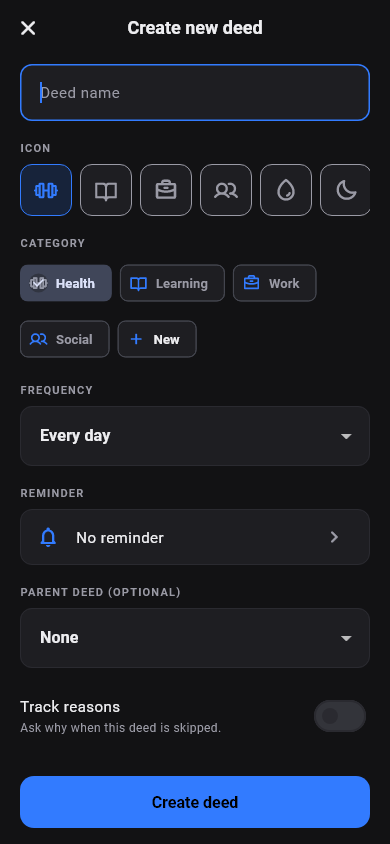 Create new deed
Deed name
ICON
CATEGORY
Health
Learning
Work
Social
New
FREQUENCY
Every day
REMINDER
No reminder
PARENT DEED (OPTIONAL)
None
Track reasons
Ask why when this deed is skipped.
Create deed